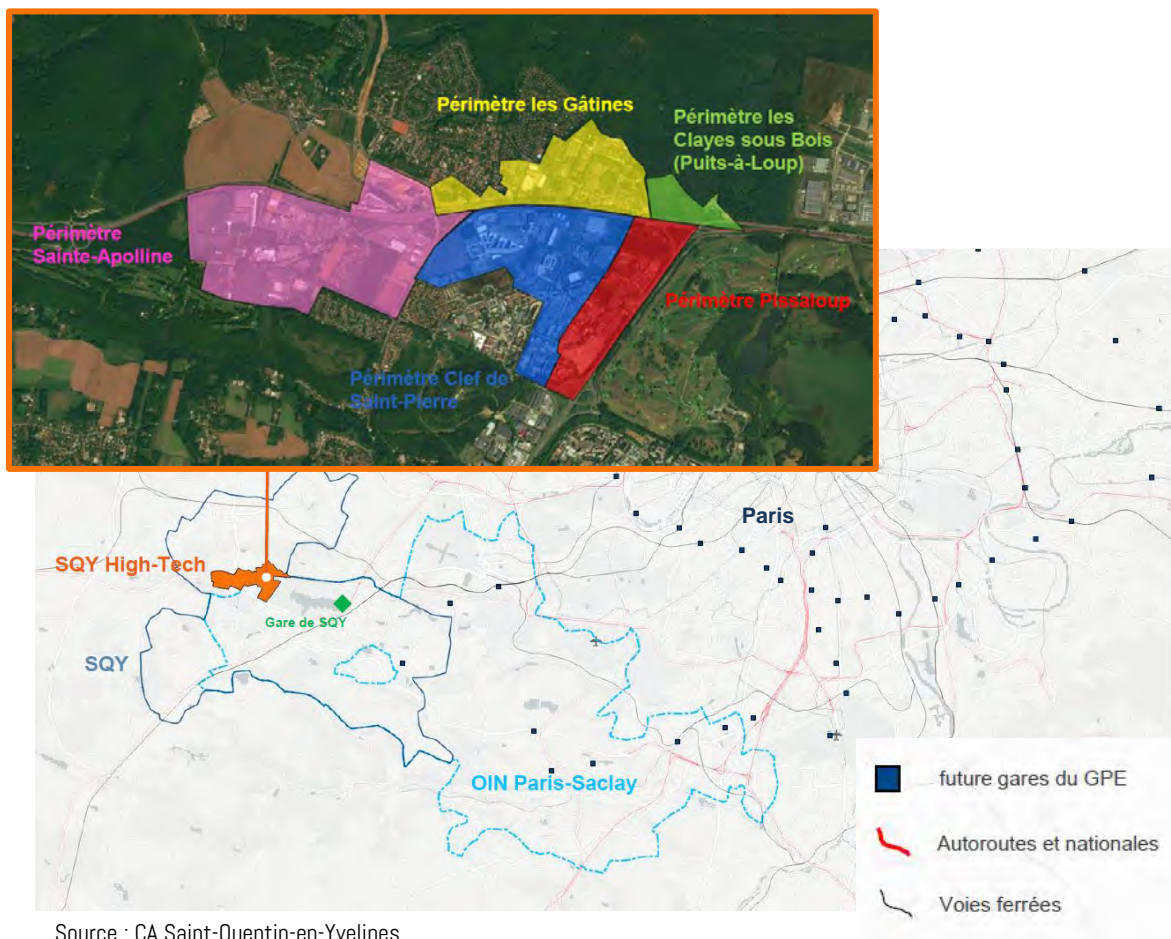 Périmètre les Gâtines
Périmètre les
Clayes sous Bois
(Puits-à-Loup)
Périmètre
Sainte-Apolline
Périmètre Pissaloup
Périmètre Clef de
Saint-Pierre
Paris
SQY High-Tech
Gare de SQY
SQY
OIN Paris-Saclay
future gares du GPE
Autoroutes et nationales
Voies ferrées
Source : CA Saint-Quentin-en-Yvelines